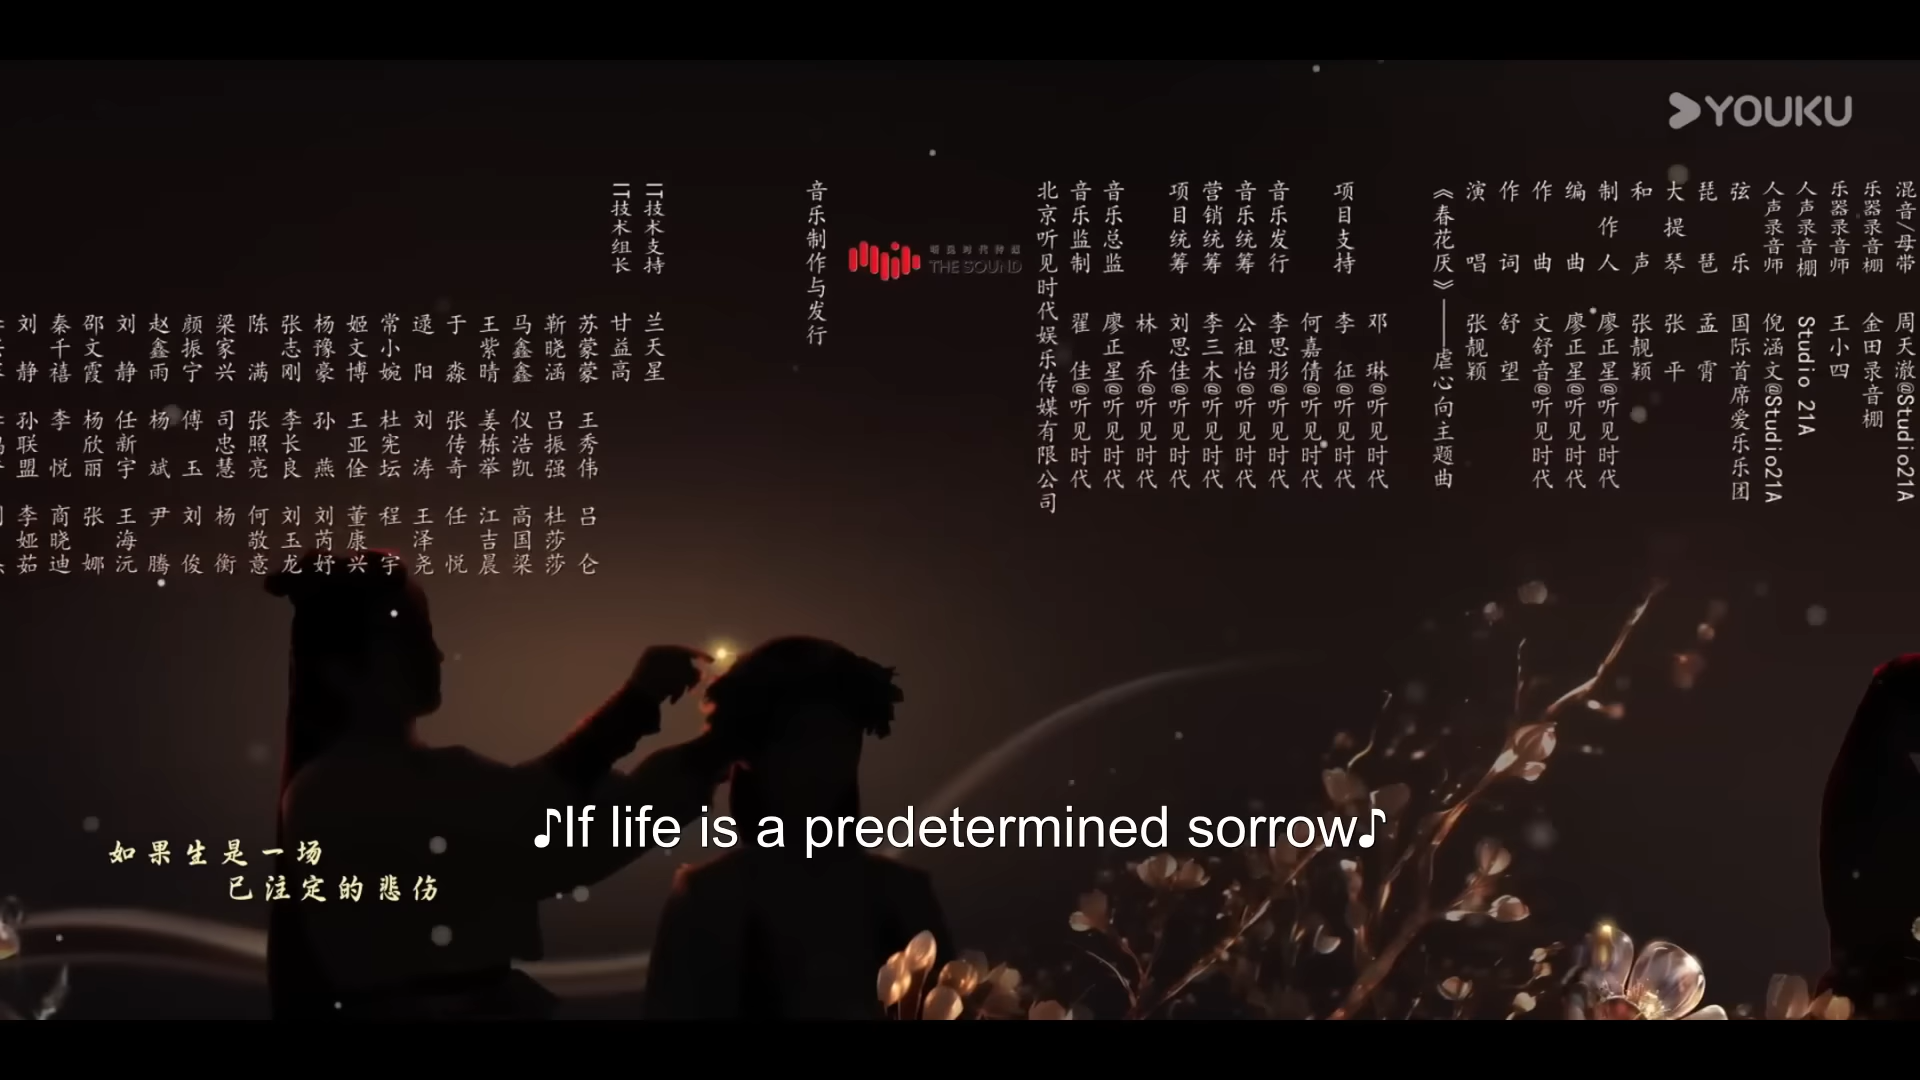 YOUKU
混音/母带 周天澈@Studio21A
乐器录音棚 金田录音棚
乐器录音师 王小四
人声录音棚 Studio 21A
人声录音师 倪涵文@Studio21A
弦乐 国际首席爱乐乐团
琵琶 孟霄
大提琴 张平
和声 张靓颖
制作人 廖正星@听见时代
编曲 廖正星@听见时代
作曲 文舒音@听见时代
作词 舒望
演唱 张靓颖
《春花厌》——虐心向主题曲
邓琳@听见时代
项目支持 李征@听见时代
何嘉倩@听见时代
音乐发行 李思彤@听见时代
音乐统筹 公祖怡@听见时代
营销统筹 李三木@听见时代
项目统筹 刘思佳@听见时代
林乔@听见时代
音乐总监 廖正星@听见时代
音乐监制 翟佳@听见时代
北京听见时代娱乐传媒有限公司
THE SOUND
音乐制作与发行
IT技术支持 兰天星
IT技术组长 甘益高
苏蒙蒙 王秀伟 吕仑
靳晓涵 吕振强 杜莎莎
马鑫鑫 仪浩凯 高国梁
王紫晴 姜栋举 江吉晨
于淼 张传奇 任悦
逯阳 刘涛 王泽尧
常小婉 杜宪坛 程宇
姬文博 王亚佺 董康兴
杨豫豪 孙燕 刘芮妤
张志刚 李长良 刘玉龙
陈满 张照亮 何敬意
梁家兴 司忠慧 杨衡
颜振宁 傅玉 刘俊
赵鑫雨 杨斌 尹腾
刘静 任新宇 王海沅
邵文霞 杨欣丽 张娜
秦千禧 李悦 商晓迪
刘静 孙联盟 李娅茹
♪If life is a predetermined sorrow♪
如果生是一场
已注定的悲伤